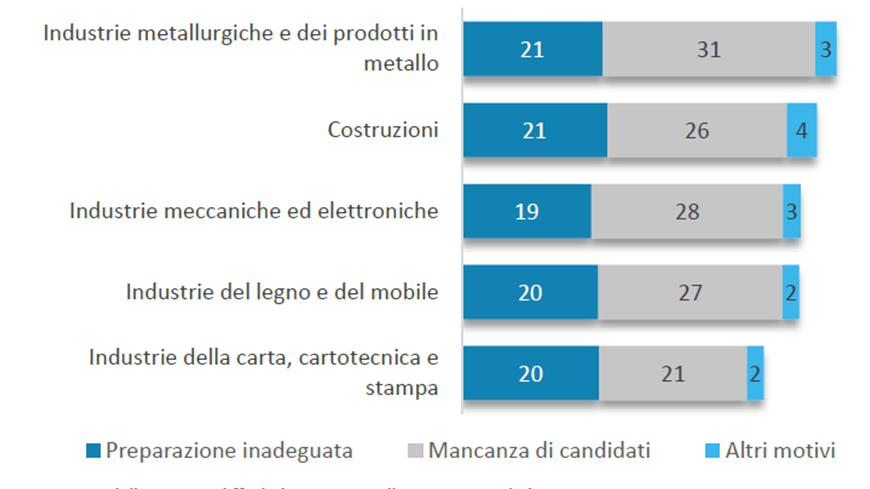 Industrie metallurgiche e dei prodotti in
metallo
21 31 3
Costruzioni
21 26 4
Industrie meccaniche ed elettroniche
19 28 3
Industrie del legno e del mobile
20 27 2
Industrie della carta, cartotecnica e
stampa
20 21 2
Preparazione inadeguata Mancanza di candidati Altri motivi